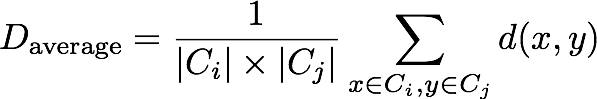 D_average = 1 / (|C_i| × |C_j|) ∑_{x∈C_i, y∈C_j} d(x, y)